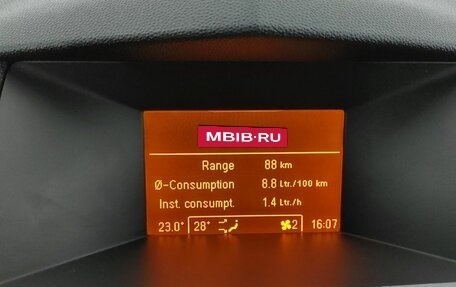 MBIB·RU
Range 88 km
Ø-Consumption 8.8 Ltr./100 km
Inst. consumpt. 1.4 Ltr./h
23.0° 28° 2 16:07